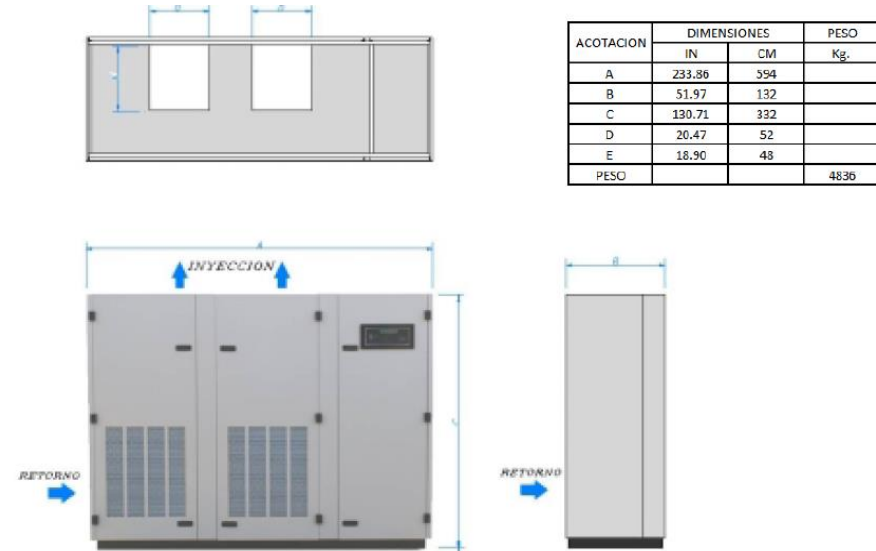 D
D
E
ACOTACION DIMENSIONES PESO
IN CM Kg.
A 233.86 594
B 51.97 132
C 130.71 332
D 20.47 52
E 18.90 48
PESO 4836
A
INYECCION
B
C
RETORNO
RETORNO